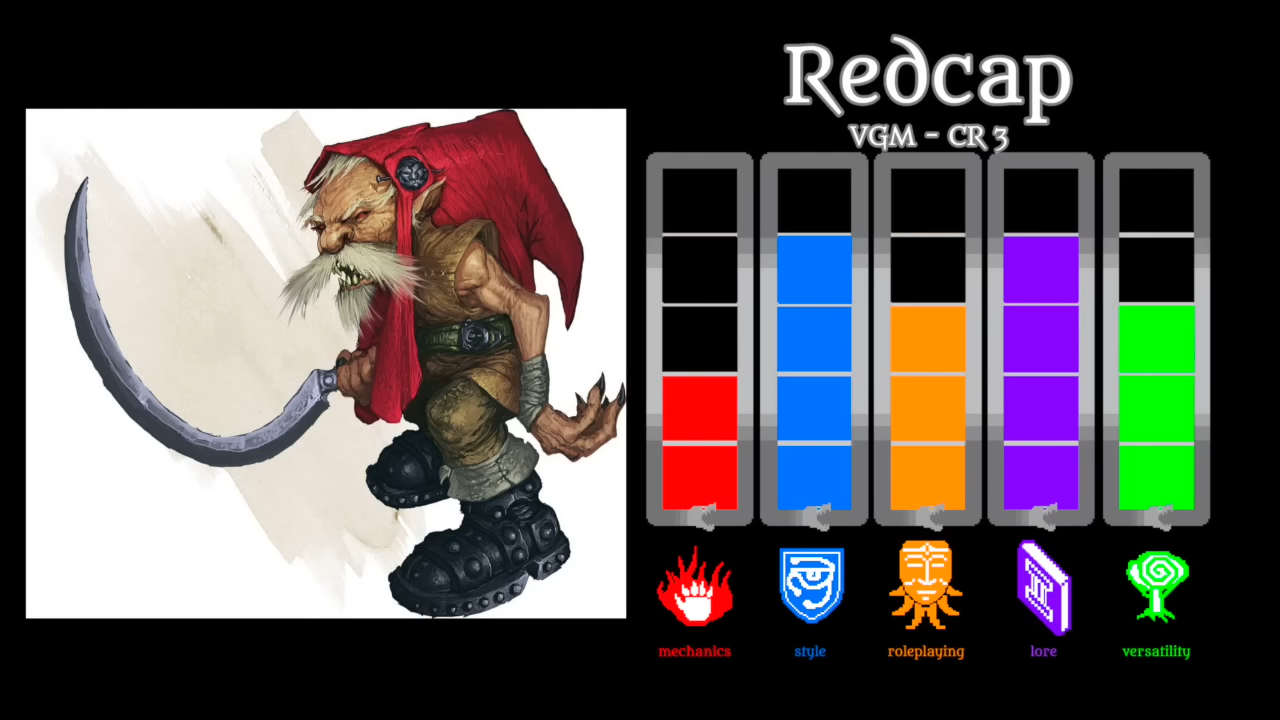 Redcap
VGM - CR 3
mechanics
style
roleplaying
lore
versatility